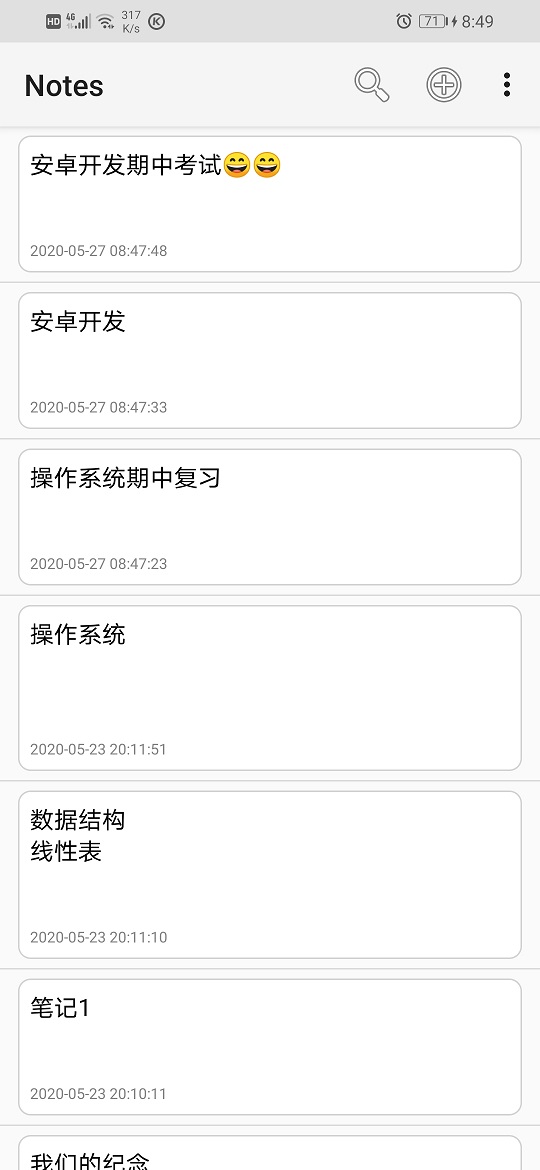 HD 4G 317 K/s 71 8:49
Notes
安卓开发期中考试😄😄
2020-05-27 08:47:48
安卓开发
2020-05-27 08:47:33
操作系统期中复习
2020-05-27 08:47:23
操作系统
2020-05-23 20:11:51
数据结构
线性表
2020-05-23 20:11:10
笔记1
2020-05-23 20:10:11
我们的纪念